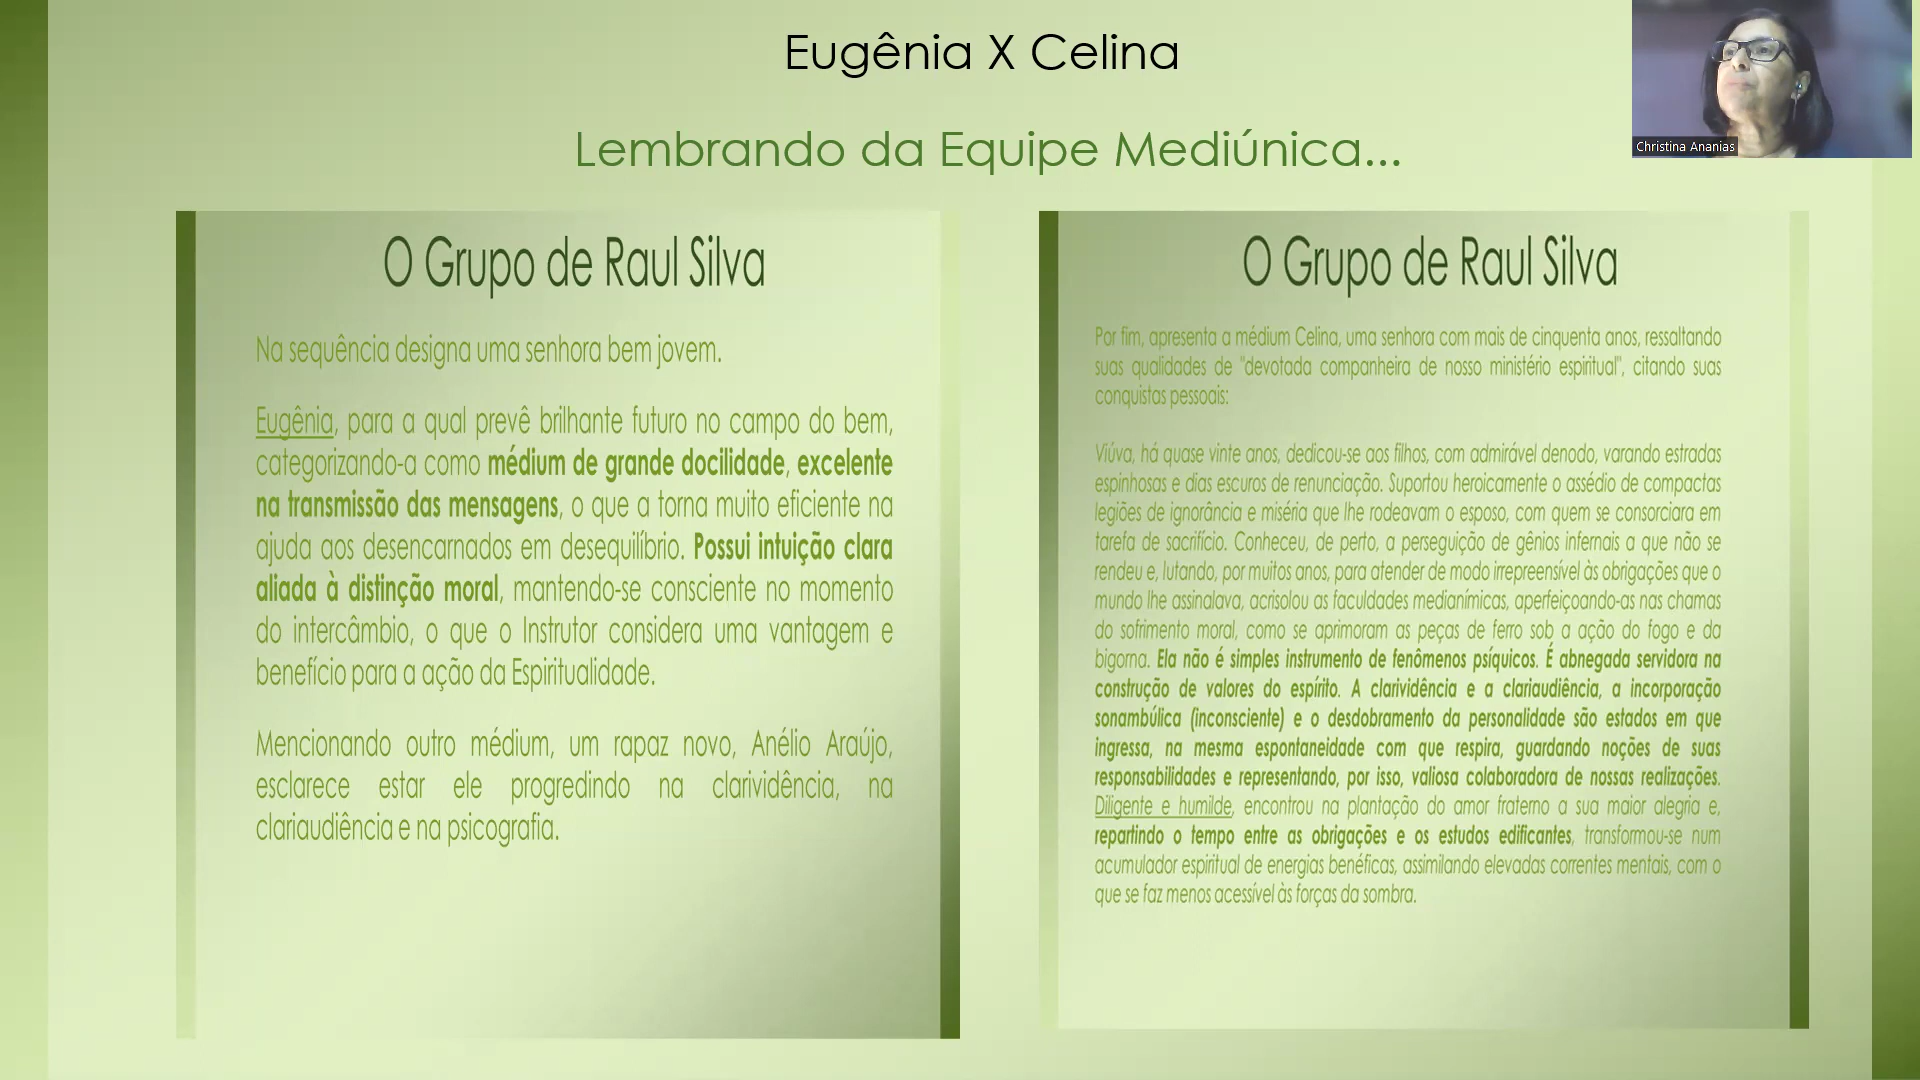 Eugênia X Celina
Lembrando da Equipe Mediúnica...
Christina Ananias
O Grupo de Raul Silva
Na sequência designa uma senhora bem jovem.
Eugênia, para a qual prevê brilhante futuro no campo do bem,
categorizando-a como médium de grande docilidade, excelente
na transmissão das mensagens, o que a torna muito eficiente na
ajuda aos desencarnados em desequilíbrio. Possui intuição clara
aliada à distinção moral, mantendo-se consciente no momento
do intercâmbio, o que o Instrutor considera uma vantagem e
benefício para a ação da Espiritualidade.
Mencionando outro médium, um rapaz novo, Anélio Araújo,
esclarece estar ele progredindo na clarividência, na
clariaudiência e na psicografia.
O Grupo de Raul Silva
Por fim, apresenta a médium Celina, uma senhora com mais de cinquenta anos, ressaltando
suas qualidades de "devotada companheira de nosso ministério espiritual", citando suas
conquistas pessoais:
Viúva, há quase vinte anos, dedicou-se aos filhos, com admirável denodo, varando estradas
espinhosas e dias escuros de renunciação. Suportou heroicamente o assédio de compactas
legiões de ignorância e miséria que lhe rodeavam o esposo, com quem se consorciara em
tarefa de sacrifício. Conheceu, de perto, a perseguição de gênios infernais a que não se
rendeu e, lutando, por muitos anos, para atender de modo irrepreensível às obrigações que o
mundo lhe assinalava, acrisolou as faculdades medianímicas, aperfeiçoando-as nas chamas
do sofrimento moral, como se aprimoram as peças de ferro sob a ação do fogo e da
bigorna. Ela não é simples instrumento de fenômenos psíquicos. É abnegada servidora na
construção de valores do espírito. A clarividência e a clariaudiência, a incorporação
sonambúlica (inconsciente) e o desdobramento da personalidade são estados em que
ingressa, na mesma espontaneidade com que respira, guardando noções de suas
responsabilidades e representando, por isso, valiosa colaboradora de nossas realizações.
Diligente e humilde, encontrou na plantação do amor fraterno a sua maior alegria e,
repartindo o tempo entre as obrigações e os estudos edificantes, transformou-se num
acumulador espiritual de energias benéficas, assimilando elevadas correntes mentais, com o
que se faz menos acessível às forças da sombra.